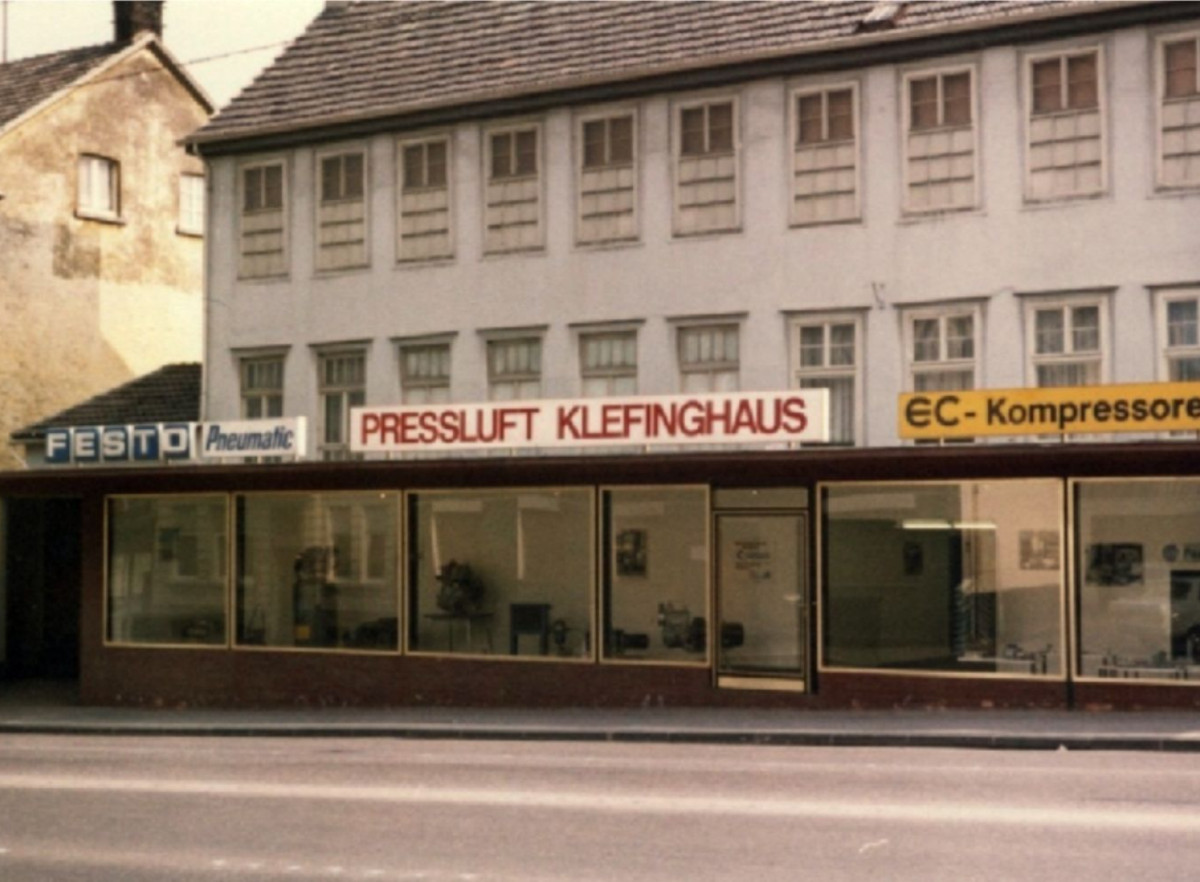 FESTO Pneumatic
PRESSLUFT KLEFINGHAUS
EC - Kompressore